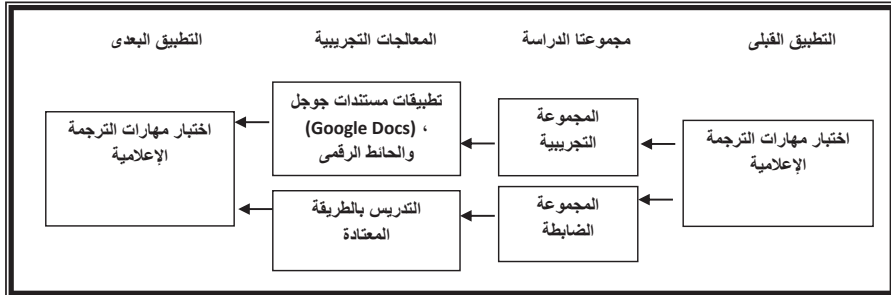 التطبيق القبلى
مجموعتا الدراسة
المعالجات التجريبية
التطبيق البعدى
اختبار مهارات الترجمة
الإعلامية
المجموعة
التجريبية
تطبيقات مستندات جوجل
(Google Docs) ،
والحائط الرقمى
اختبار مهارات الترجمة
الإعلامية
المجموعة
الضابطة
التدريس بالطريقة
المعتادة